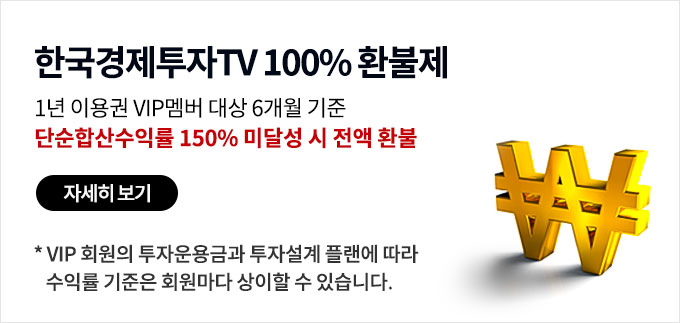 한국경제투자TV 100% 환불제
1년 이용권 VIP멤버 대상 6개월 기준
단순합산수익률 150% 미달성 시 전액 환불
자세히 보기
* VIP 회원의 투자운용금과 투자설계 플랜에 따라
수익률 기준은 회원마다 상이할 수 있습니다.